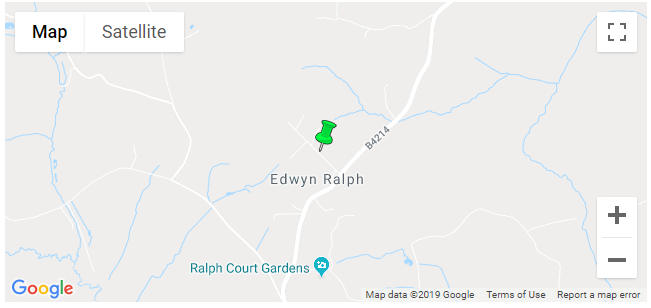 Map Satellite
B4214
Edwyn Ralph
Ralph Court Gardens
Google
Map data ©2019 Google Terms of Use Report a map error